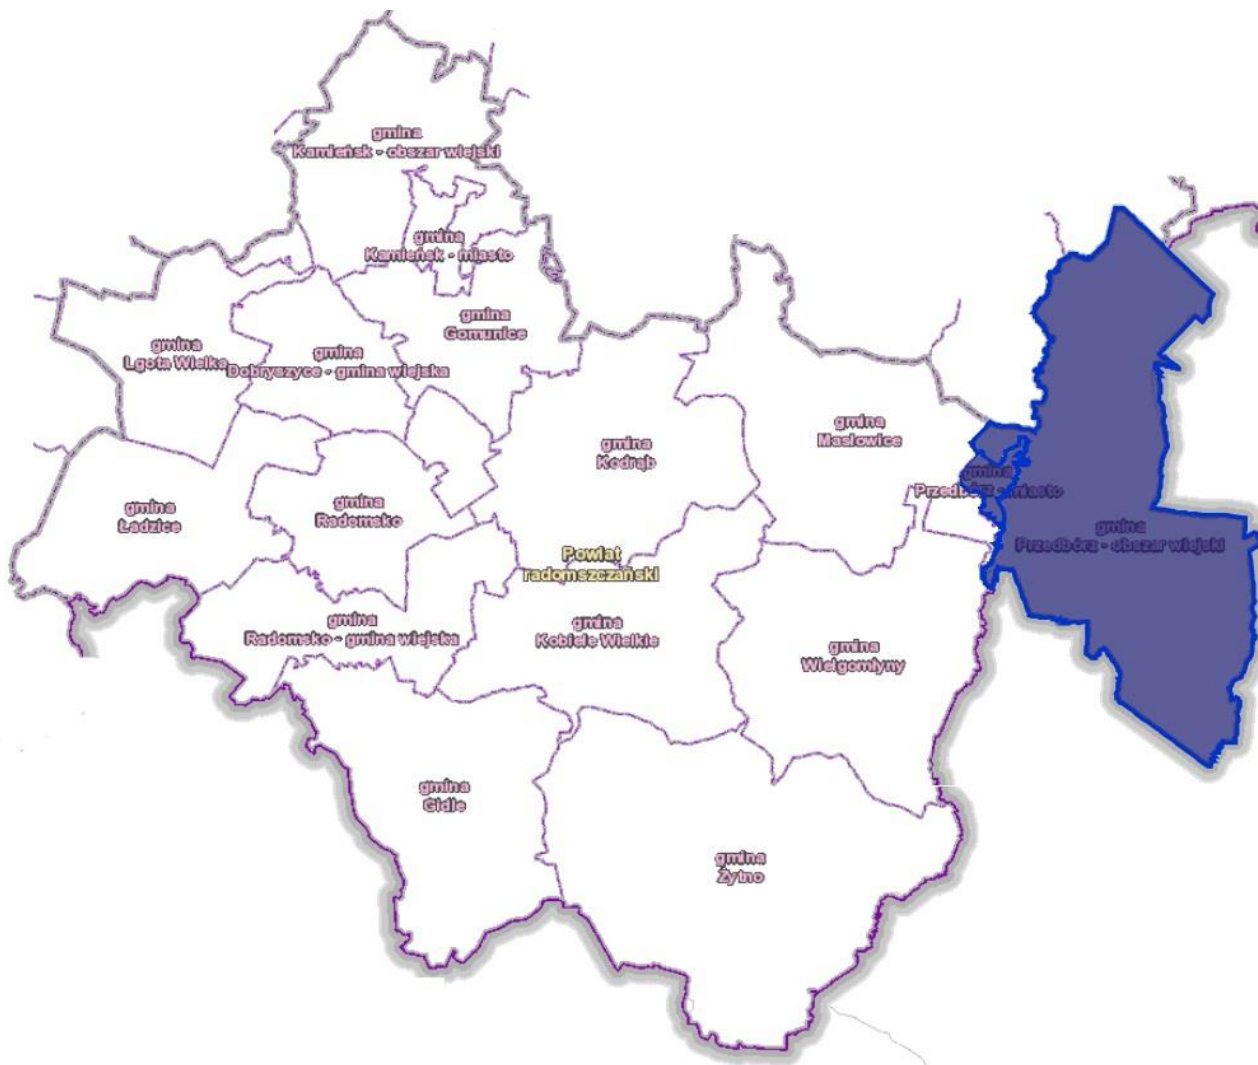 gmina
Kamieńsk - obszar wiejski
gmina
Kamieńsk - miasto
gmina
Gomunice
gmina
Lgota Wielka
gmina
Dobryszyce - gmina wiejska
gmina
Masłowice
gmina
Kodrąb
gmina
Przedbórz - miasto
gmina
Ładzice
gmina
Radomsko
gmina
Przedbórz - obszar wiejski
Powiat
radomszczański
gmina
Radomsko - gmina wiejska
gmina
Kobiele Wielkie
gmina
Wielgomłyny
gmina
Gidle
gmina
Żytno